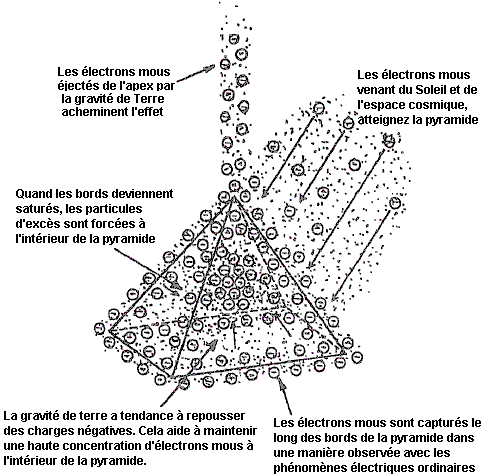 Les électrons mous
éjectés de l'apex par
la gravité de Terre
acheminent l'effet
Les électrons mous
venant du Soleil et de
l'espace cosmique,
atteignez la pyramide
Quand les bords deviennent
saturés, les particules
d'excès sont forcées à
l'intérieur de la pyramide
La gravité de terre a tendance à repousser
des charges négatives. Cela aide à maintenir
une haute concentration d'électrons mous à
l'intérieur de la pyramide.
Les électrons mous sont capturés le
long des bords de la pyramide dans
une manière observée avec les
phénomènes électriques ordinaires